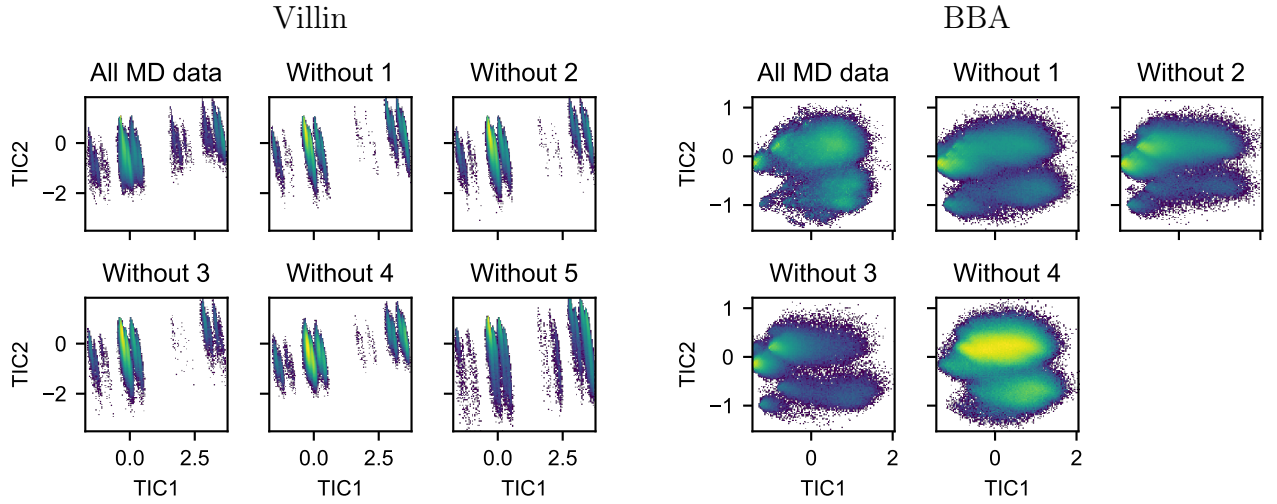 Villin
BBA
All MD data
Without 1
Without 2
All MD data
Without 1
Without 2
TIC2
0
−2
TIC2
1
0
−1
0
2
Without 3
Without 4
Without 5
Without 3
Without 4
TIC2
0
−2
0.0
2.5
0.0
2.5
0.0
2.5
TIC1
TIC1
TIC1
TIC2
1
0
−1
0
2
0
2
TIC1
TIC1